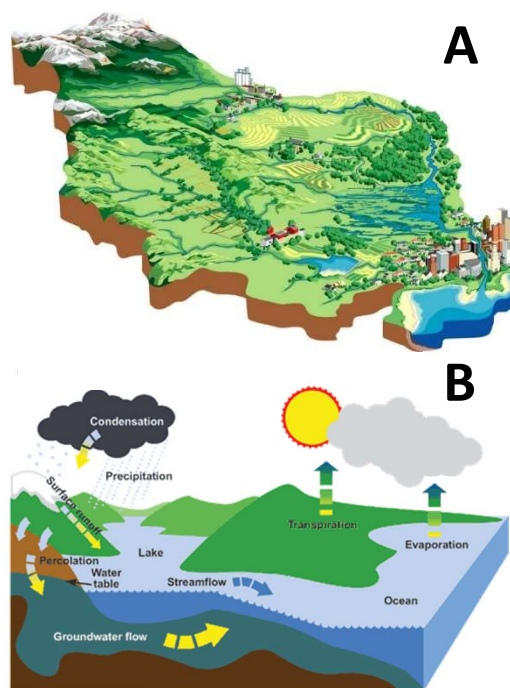 A
B
Condensation
Precipitation
Surface runoff
Transpiration
Evaporation
Percolation
Lake
Water
table
Streamflow
Ocean
Groundwater flow